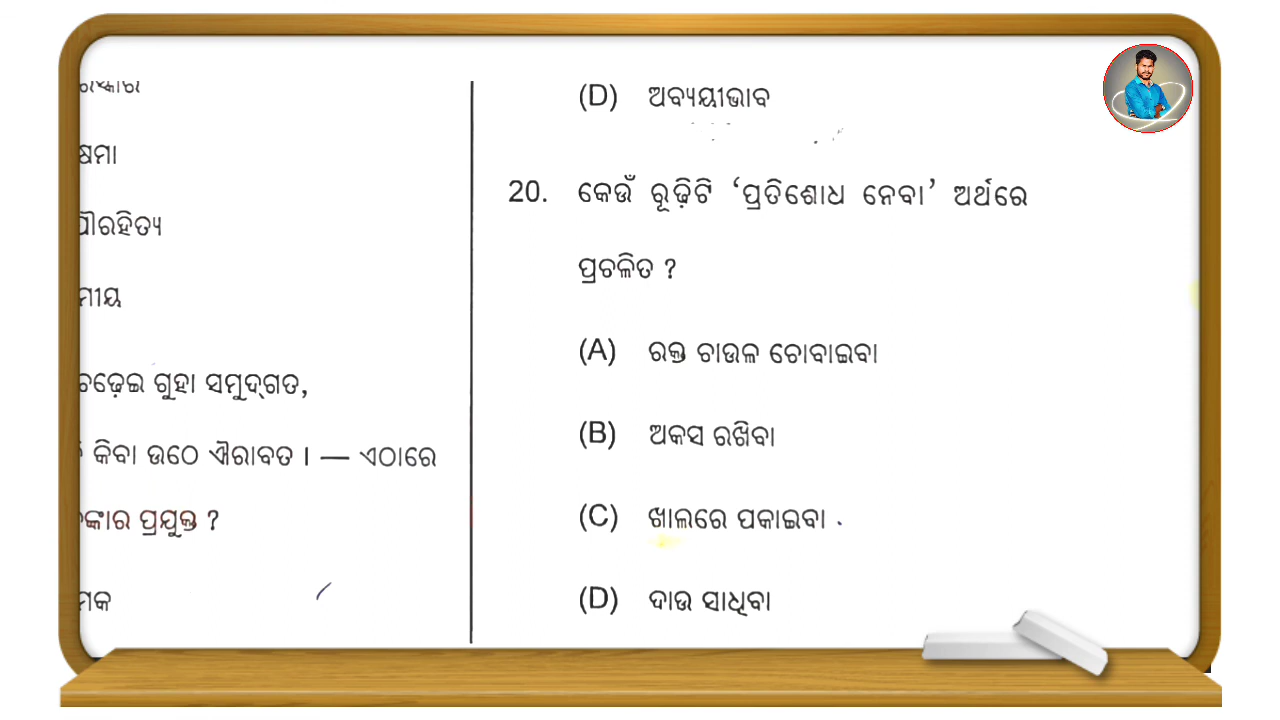 କ୍ଷମା
ପୌରହିତ୍ୟ
ମୀୟ
ଚଢ଼େଇ ଗୁହା ସମୁଦ୍‌ଗତ,
କିବା ଉଠେ ଐରାବତ । — ଏଠାରେ
ଙ୍କାର ପ୍ରଯୁକ୍ତ ?
ମକ
(D) ଅବ୍ୟୟୀଭାବ
20. କେଉଁ ରୂଢ଼ିଟି ‘ପ୍ରତିଶୋଧ ନେବା’ ଅର୍ଥରେ
ପ୍ରଚଳିତ ?
(A) ରକ୍ତ ଚାଉଳ ଚୋବାଇବା
(B) ଅକସ ରଖିବା
(C) ଖାଲରେ ପକାଇବା
(D) ଦାଉ ସାଧିବା